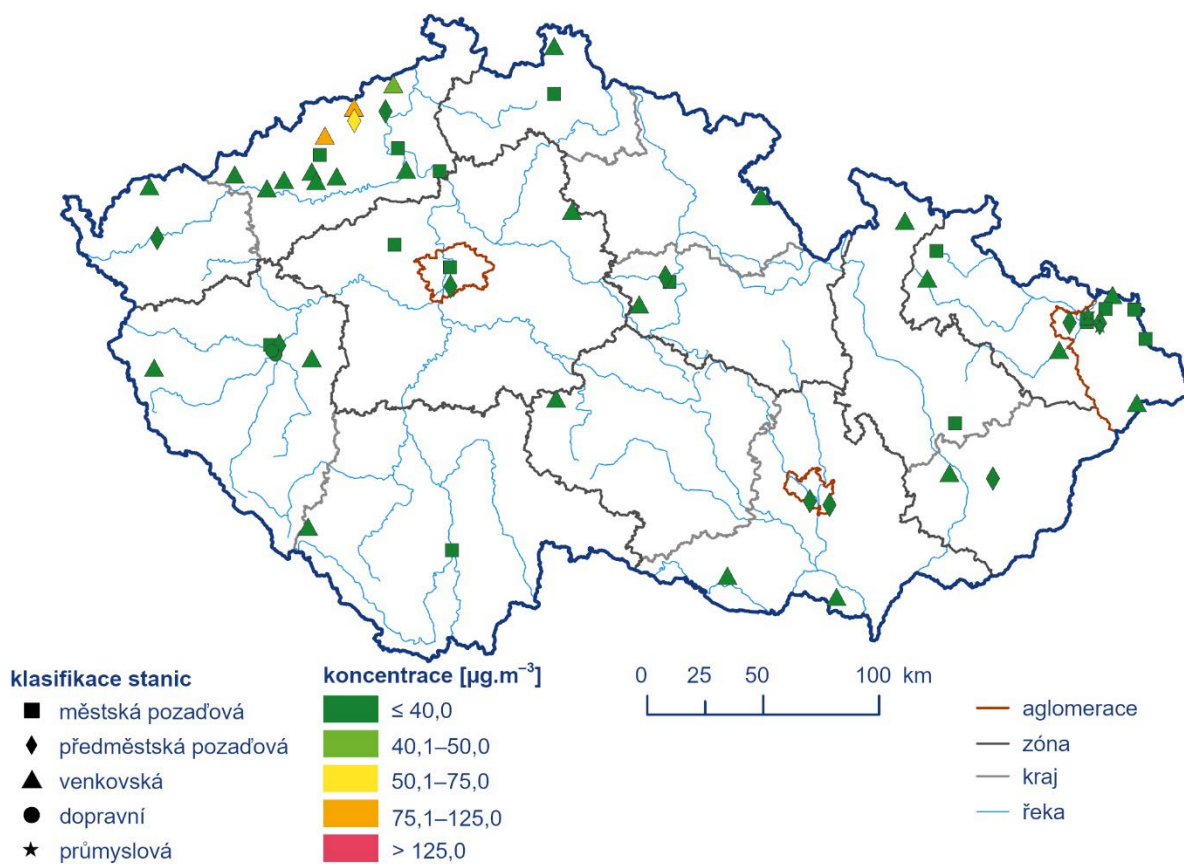 klasifikace stanic
městská pozaďová
předměstská pozaďová
venkovská
dopravní
průmyslová
koncentrace [µg.m⁻³]
≤ 40,0
40,1–50,0
50,1–75,0
75,1–125,0
> 125,0
0 25 50 100 km
aglomerace
zóna
kraj
řeka